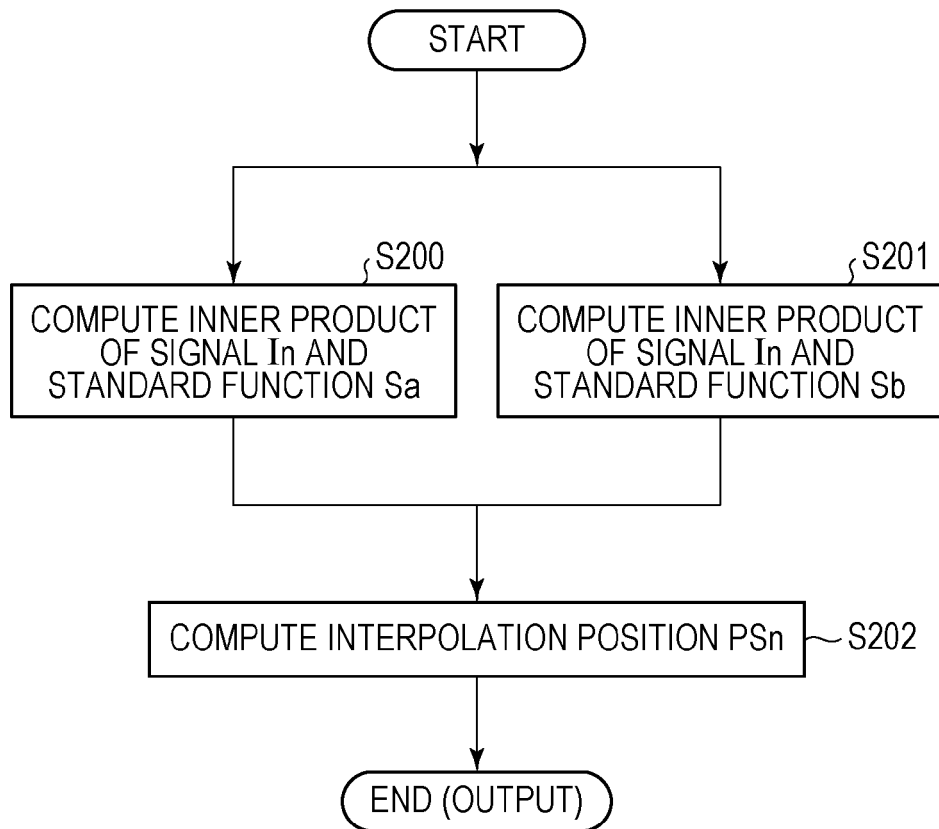 START
S200
COMPUTE INNER PRODUCT
OF SIGNAL In AND
STANDARD FUNCTION Sa
S201
COMPUTE INNER PRODUCT
OF SIGNAL In AND
STANDARD FUNCTION Sb
COMPUTE INTERPOLATION POSITION PSn
S202
END (OUTPUT)